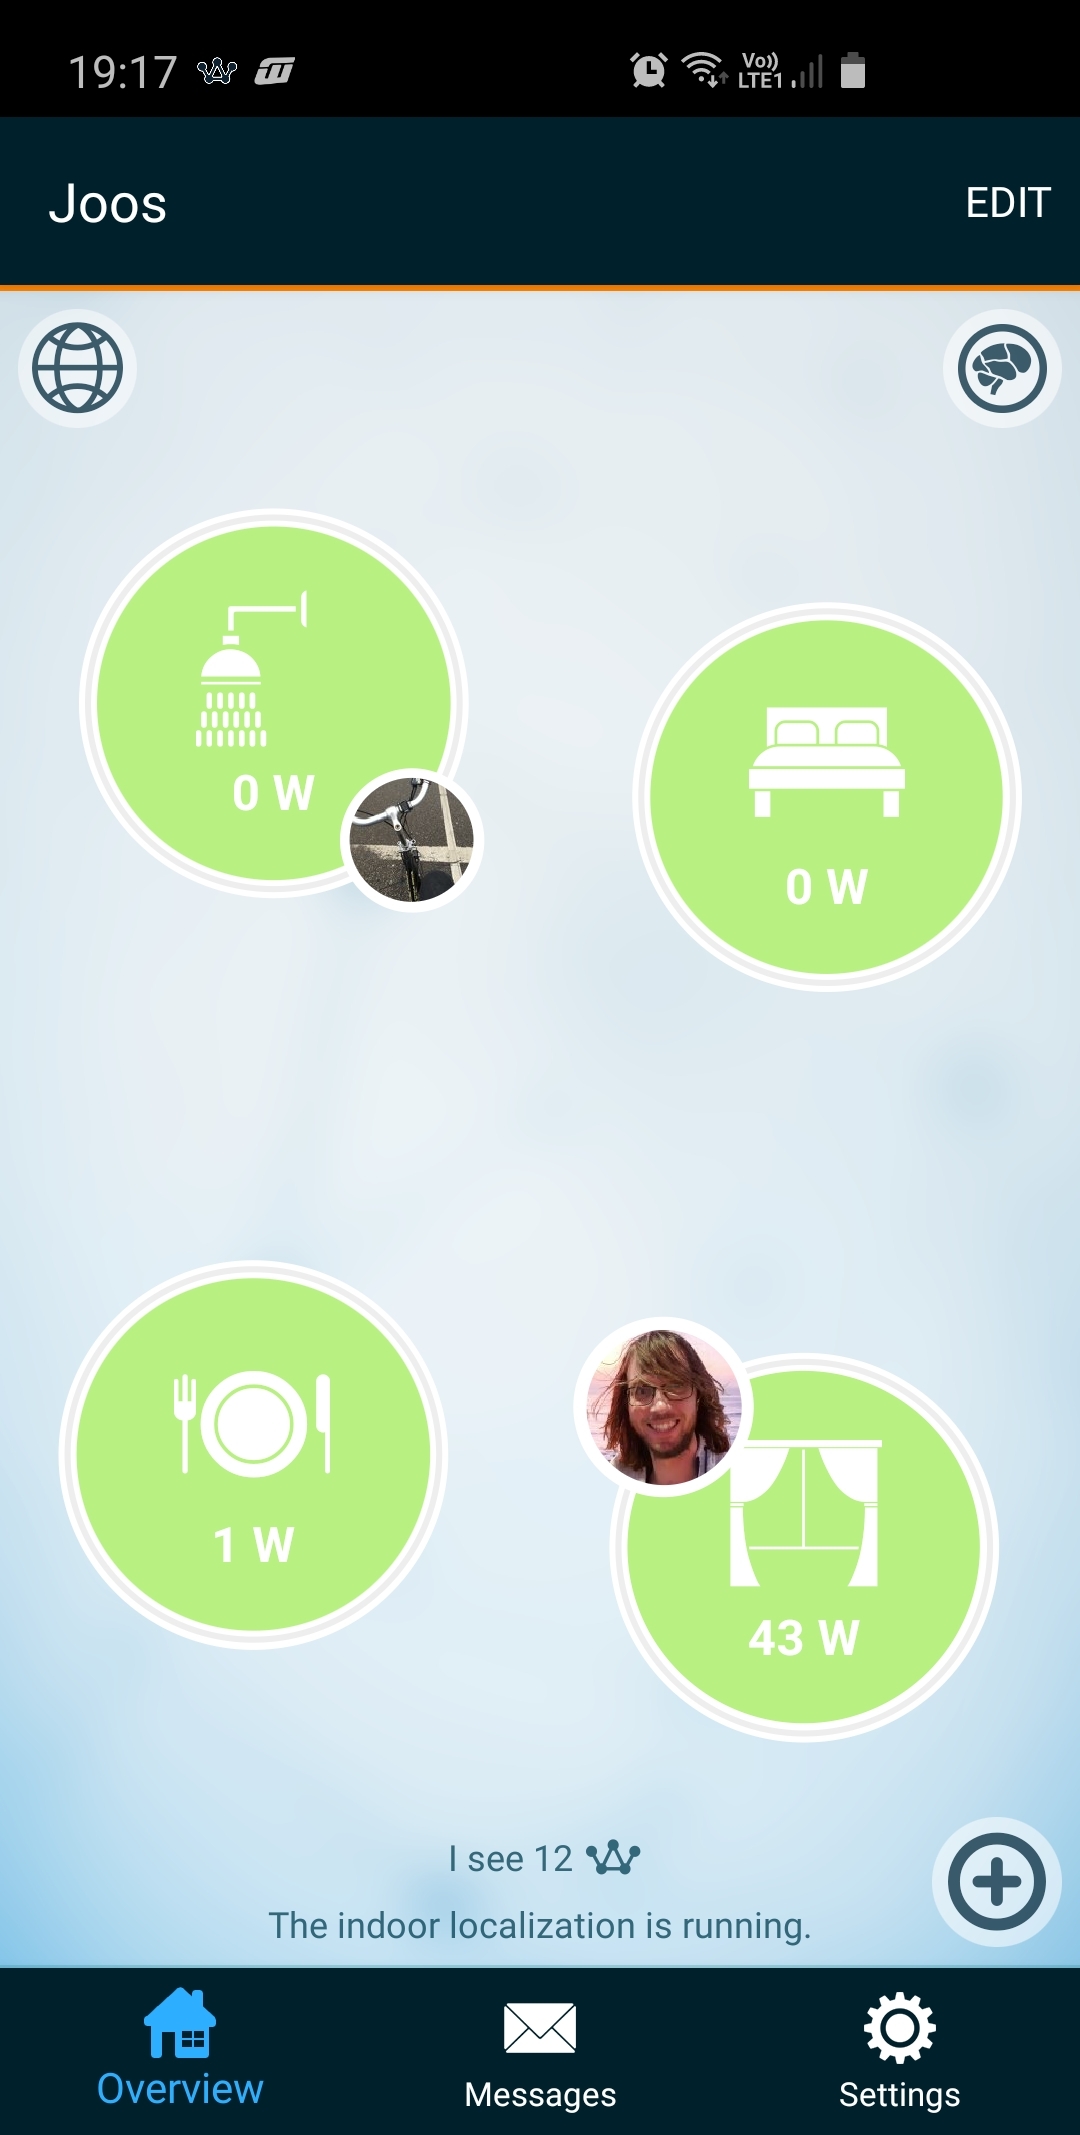 19:17
Vo))
LTE1
Joos
EDIT
0 W
0 W
1 W
43 W
I see 12
The indoor localization is running.
Overview
Messages
Settings